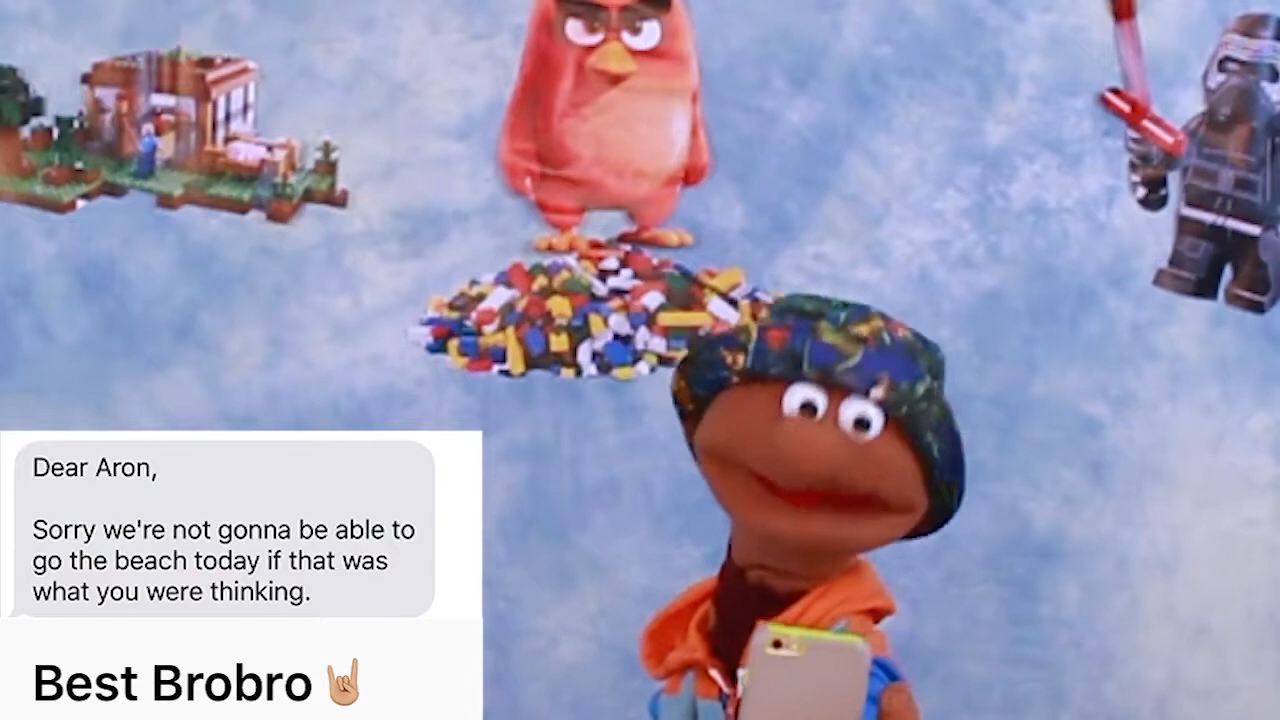 Dear Aron,
Sorry we're not gonna be able to
go the beach today if that was
what you were thinking.
Best Brobro🤘🏼